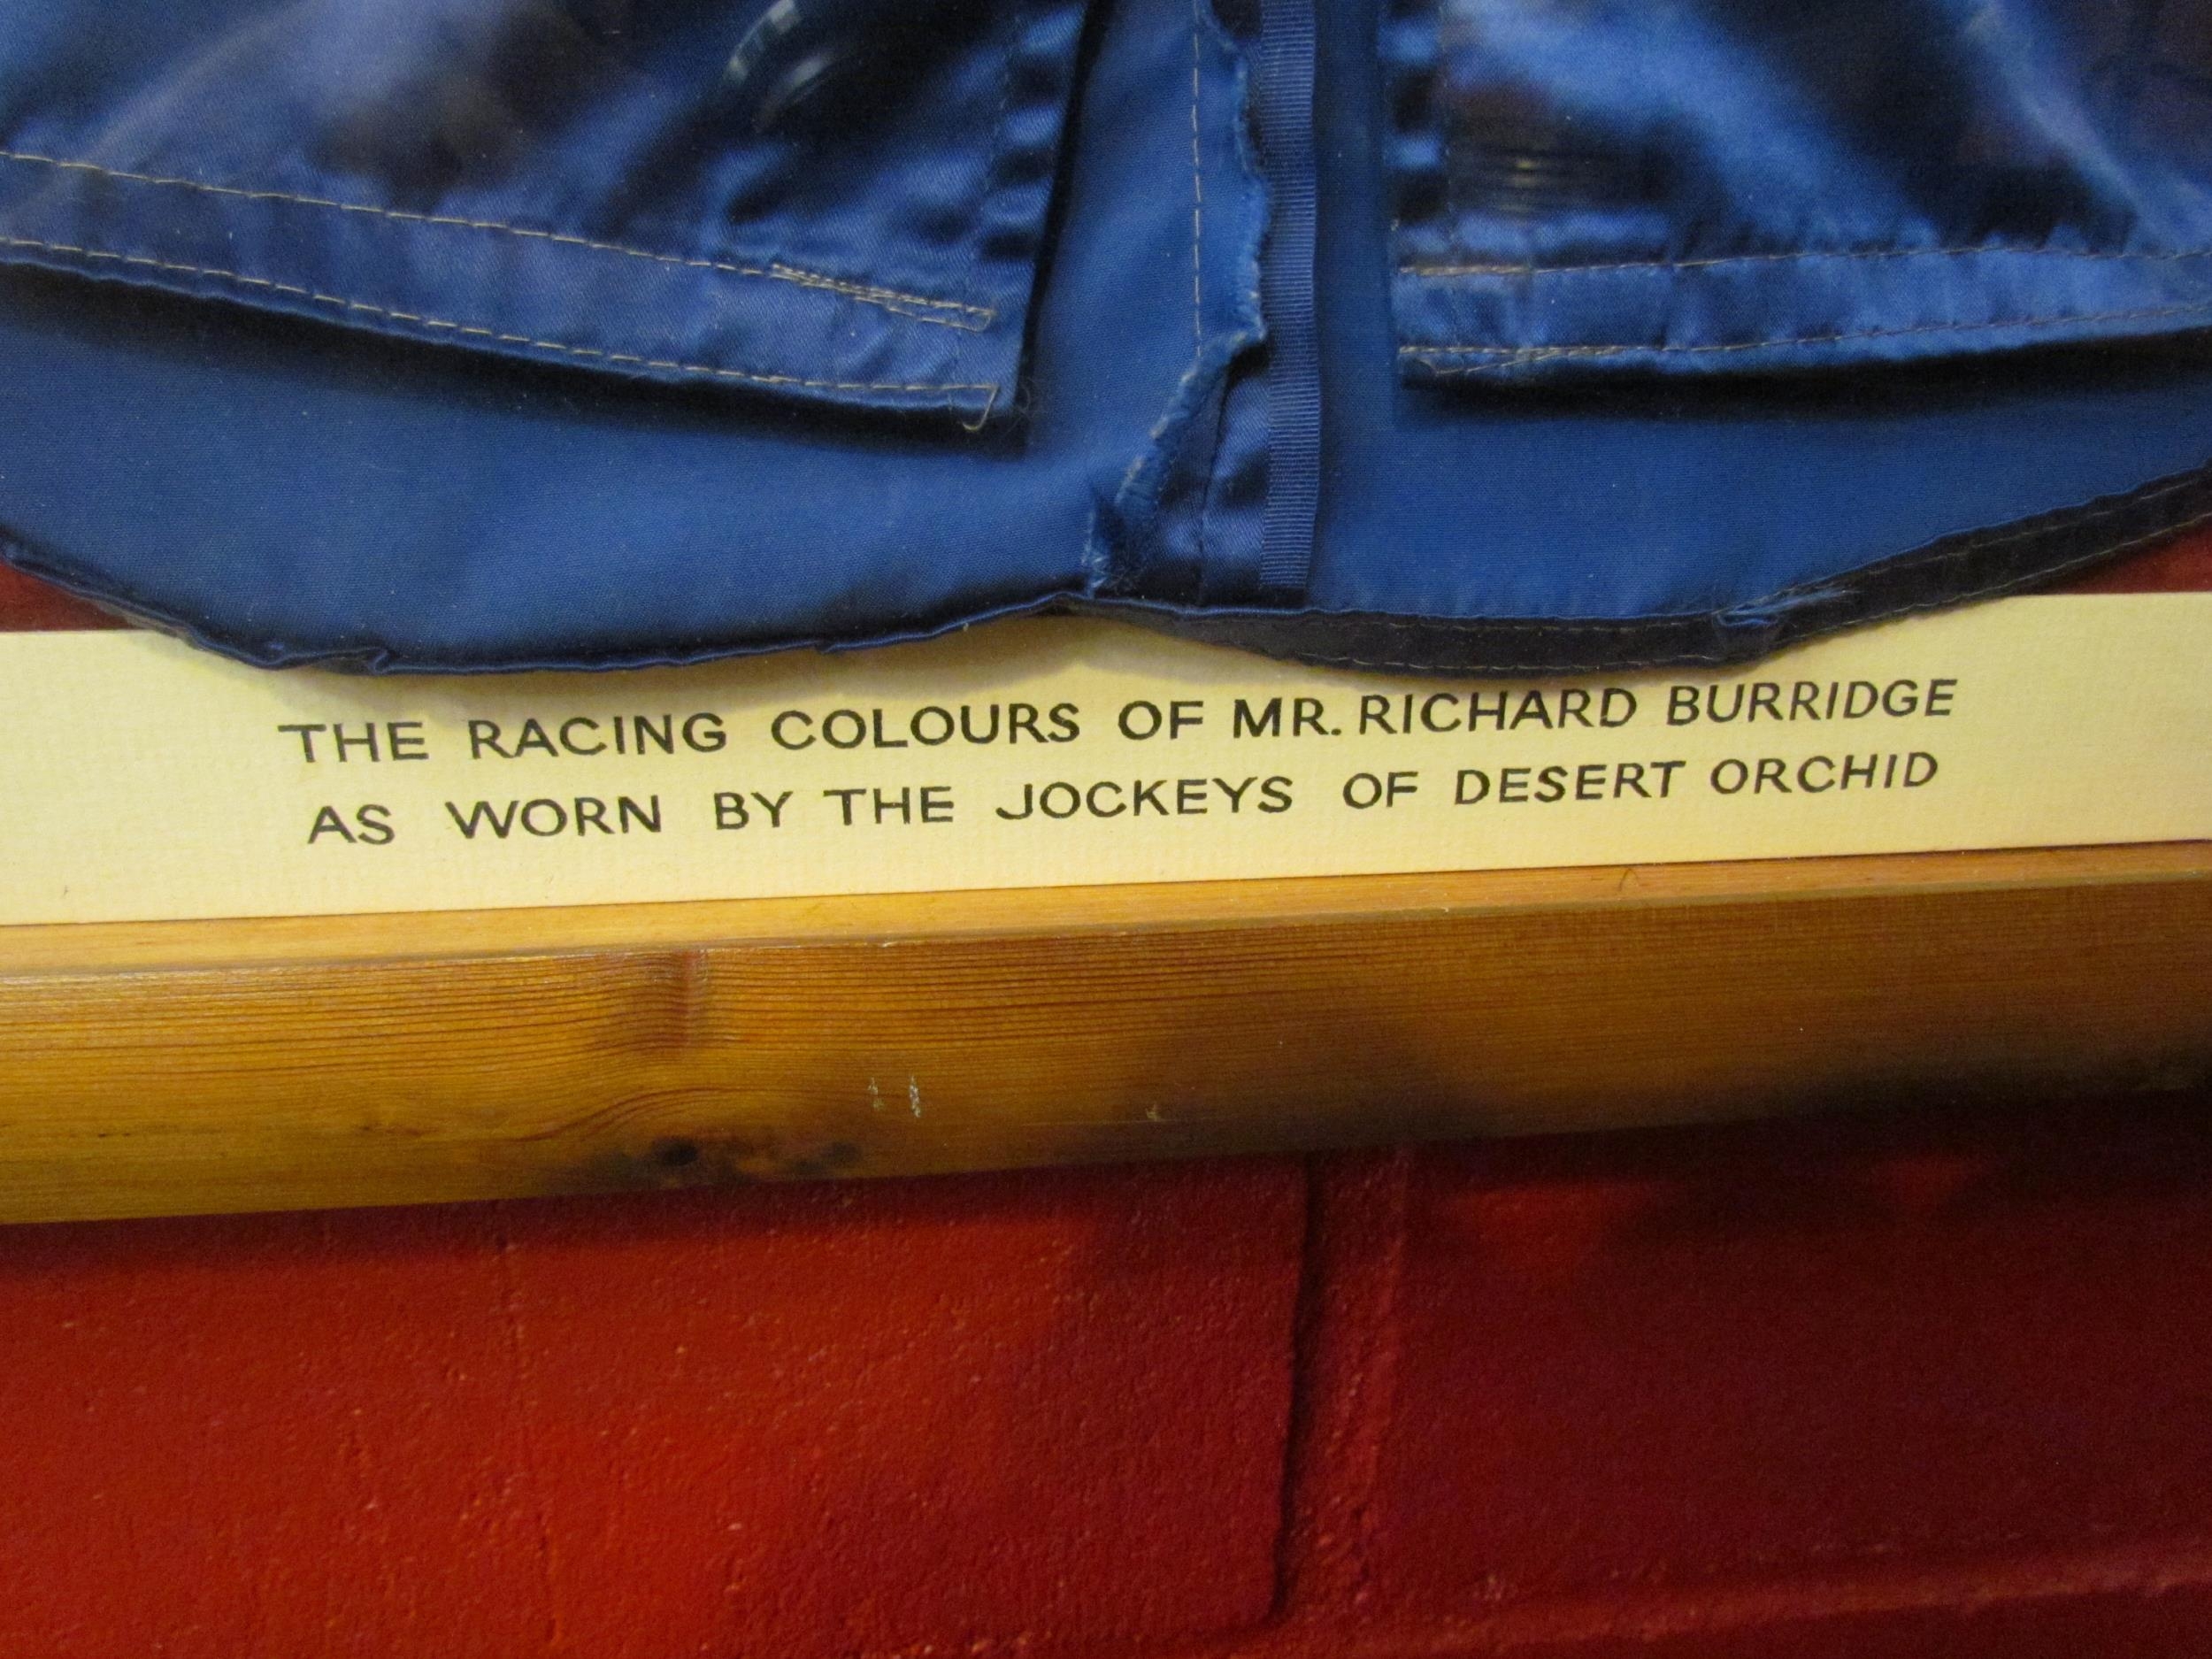 THE RACING COLOURS OF MR. RICHARD BURRIDGE
AS WORN BY THE JOCKEYS OF DESERT ORCHID